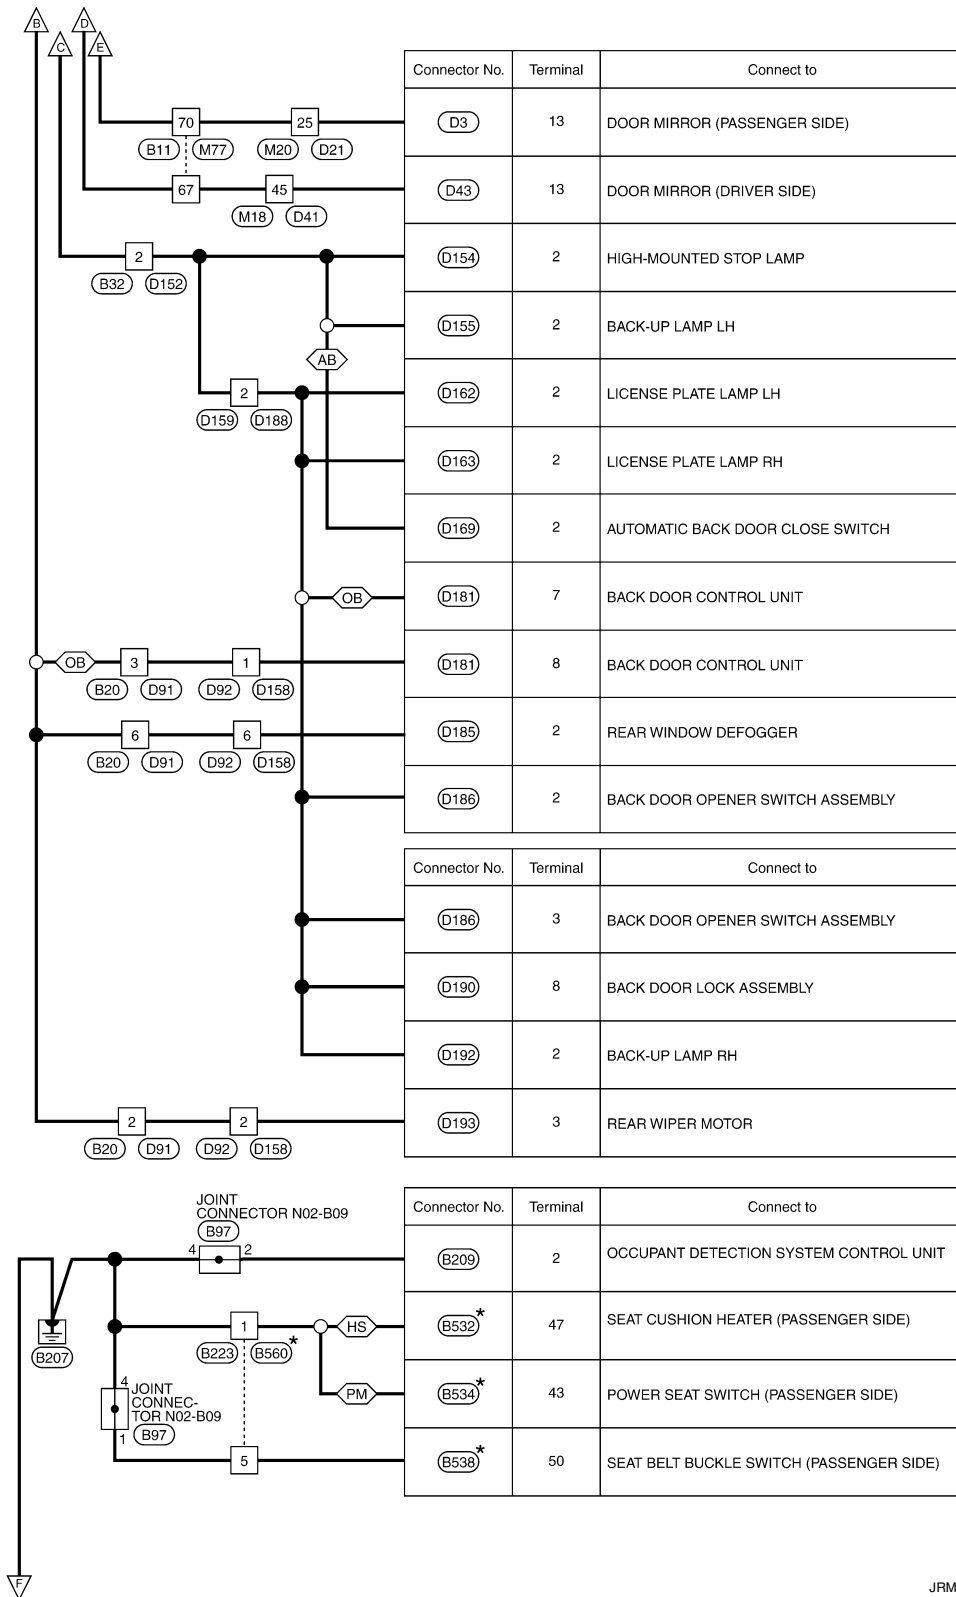 B
C
D
E
Connector No. Terminal Connect to
70 25 D3 13 DOOR MIRROR (PASSENGER SIDE)
B11 M77 M20 D21
67 45 D43 13 DOOR MIRROR (DRIVER SIDE)
M18 D41
2 D154 2 HIGH-MOUNTED STOP LAMP
B32 D152
D155 2 BACK-UP LAMP LH
AB
2 D162 2 LICENSE PLATE LAMP LH
D159 D188
D163 2 LICENSE PLATE LAMP RH
D169 2 AUTOMATIC BACK DOOR CLOSE SWITCH
OB D181 7 BACK DOOR CONTROL UNIT
OB 3 1 D181 8 BACK DOOR CONTROL UNIT
B20 D91 D92 D158
6 6 D185 2 REAR WINDOW DEFOGGER
B20 D91 D92 D158
D186 2 BACK DOOR OPENER SWITCH ASSEMBLY
Connector No. Terminal Connect to
D186 3 BACK DOOR OPENER SWITCH ASSEMBLY
D190 8 BACK DOOR LOCK ASSEMBLY
D192 2 BACK-UP LAMP RH
2 2 D193 3 REAR WIPER MOTOR
B20 D91 D92 D158
Connector No. Terminal Connect to
JOINT
CONNECTOR N02-B09
B97
4 2 B209 2 OCCUPANT DETECTION SYSTEM CONTROL UNIT
1 HS B532* 47 SEAT CUSHION HEATER (PASSENGER SIDE)
B207 B223 B560*
PM B534* 43 POWER SEAT SWITCH (PASSENGER SIDE)
4 JOINT
CONNEC-
TOR N02-B09
1 B97
5 B538* 50 SEAT BELT BUCKLE SWITCH (PASSENGER SIDE)
F
JRM